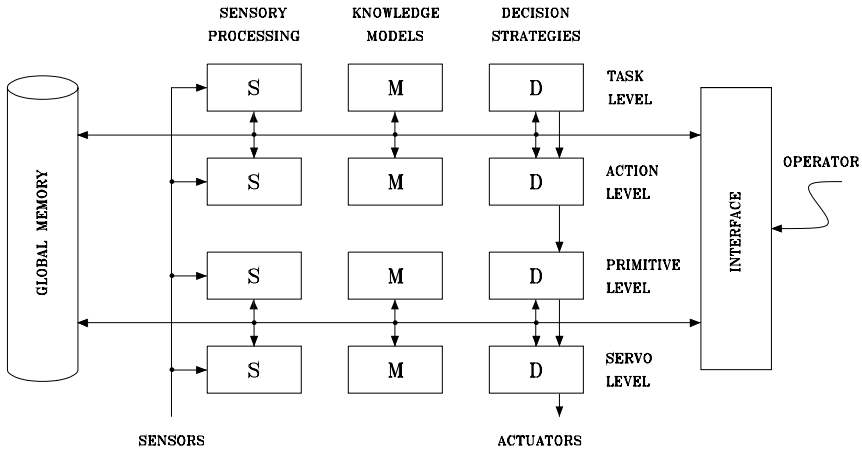 SENSORY KNOWLEDGE DECISION
PROCESSING MODELS STRATEGIES
S M D TASK
LEVEL
S M D ACTION
LEVEL
OPERATOR
GLOBAL MEMORY
INTERFACE
S M D PRIMITIVE
LEVEL
S M D SERVO
LEVEL
SENSORS ACTUATORS